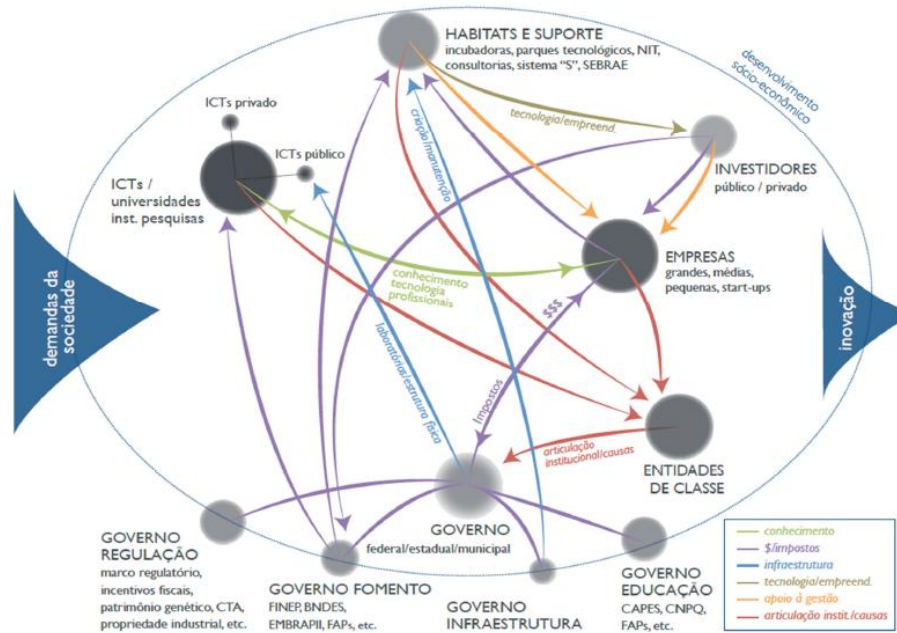 HABITATS E SUPORTE
incubadoras, parques tecnológicos, NIT,
consultorias, sistema "S", SEBRAE
desenvolvimento
sócio-econômico
ICTs privado
ICTs público
ICTs /
universidades
inst. pesquisas
criação/manutenção
tecnologia/empreend.
INVESTIDORES
público / privado
EMPRESAS
grandes, médias,
pequenas, start-ups
conhecimento
tecnologia
profissionais
demandas da
sociedade
inovação
$$$
Impostos
laboratórios/estrutura física
articulação
institucional/causas
ENTIDADES
DE CLASSE
GOVERNO
federal/estadual/municipal
GOVERNO
REGULAÇÃO
marco regulatório,
incentivos fiscais,
patrimônio genético, CTA,
propriedade industrial, etc.
GOVERNO FOMENTO
FINEP, BNDES,
EMBRAPII, FAPs, etc.
GOVERNO
INFRAESTRUTURA
GOVERNO
EDUCAÇÃO
CAPES, CNPQ,
FAPs, etc.
conhecimento
$/impostos
infraestrutura
tecnologia/empreend.
apoio à gestão
articulação instit./causas